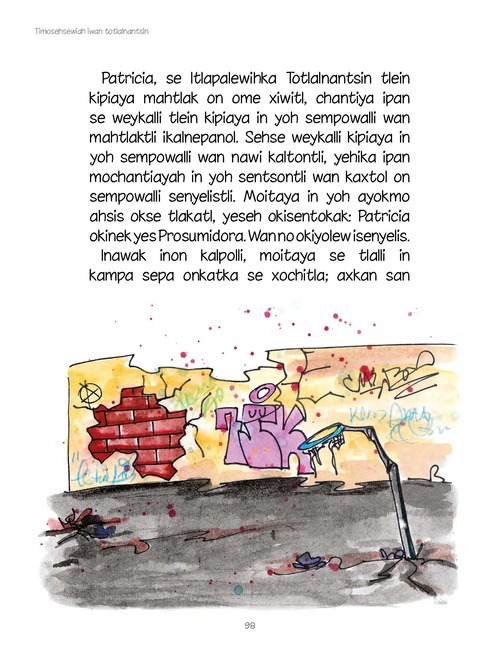 Timosehsewiah iwan totlalnantsin
Patricia, se Itlapalewihka Totlalnantsin tlein
kipiaya mahtlak on ome xiwitl, chantiya ipan
se weykalli tlein kipiaya in yoh sempowalli wan
mahtlaktli ikalnepanol. Sehse weykalli kipiaya in
yoh sempowalli wan nawi kaltontli, yehika ipan
mochantiayah in yoh sentsontli wan kaxtol on
sempowalli senyelistli. Moitaya in yoh ayokmo
ahsis okse tlakatl, yeseh okisentokak: Patricia
okinek yes Prosumidora. Wan no okiyolew isenyelis.
Inawak inon kalpolli, moitaya se tlalli in
kampa sepa onkatka se xochitla; axkan san
98